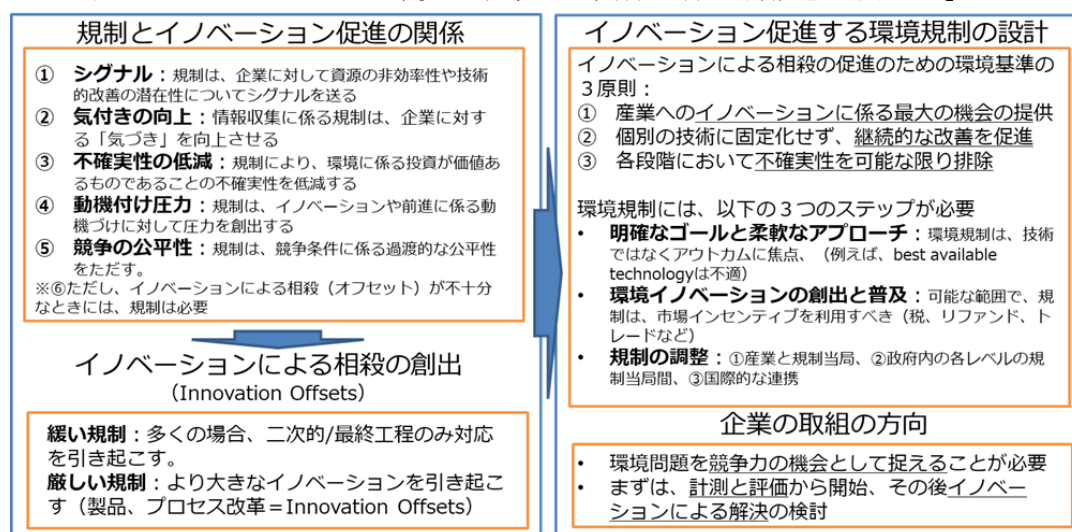 規制とイノベーション促進の関係
① シグナル：規制は、企業に対して資源の非効率性や技術
的改善の潜在性についてシグナルを送る
② 気付きの向上：情報収集に係る規制は、企業に対す
る「気づき」を向上させる
③ 不確実性の低減：規制により、環境に係る投資が価値あ
るものであることの不確実性を低減する
④ 動機付け圧力：規制は、イノベーションや前進に係る動
機づけに対して圧力を創出する
⑤ 競争の公平性：規制は、競争条件に係る過渡的な公平性
をただす。
※⑥ただし、イノベーションによる相殺（オフセット）が不十分
なときには、規制は必要
イノベーションによる相殺の創出
（Innovation Offsets）
緩い規制：多くの場合、二次的/最終工程のみ対応
を引き起こす。
厳しい規制：より大きなイノベーションを引き起こ
す（製品、プロセス改革＝Innovation Offsets）
イノベーション促進する環境規制の設計
イノベーションによる相殺の促進のための環境基準の
３原則：
① 産業へのイノベーションに係る最大の機会の提供
② 個別の技術に固定化せず、継続的な改善を促進
③ 各段階において不確実性を可能な限り排除
環境規制には、以下の３つのステップが必要
• 明確なゴールと柔軟なアプローチ：環境規制は、技術
ではなくアウトカムに焦点、（例えば、best available
technologyは不適）
• 環境イノベーションの創出と普及：可能な範囲で、規
制は、市場インセンティブを利用すべき（税、リファンド、ト
レードなど）
• 規制の調整：①産業と規制当局、②政府内の各レベルの規
制当局間、③国際的な連携
企業の取組の方向
• 環境問題を競争力の機会として捉えることが必要
• まずは、計測と評価から開始、その後イノベー
ションによる解決の検討